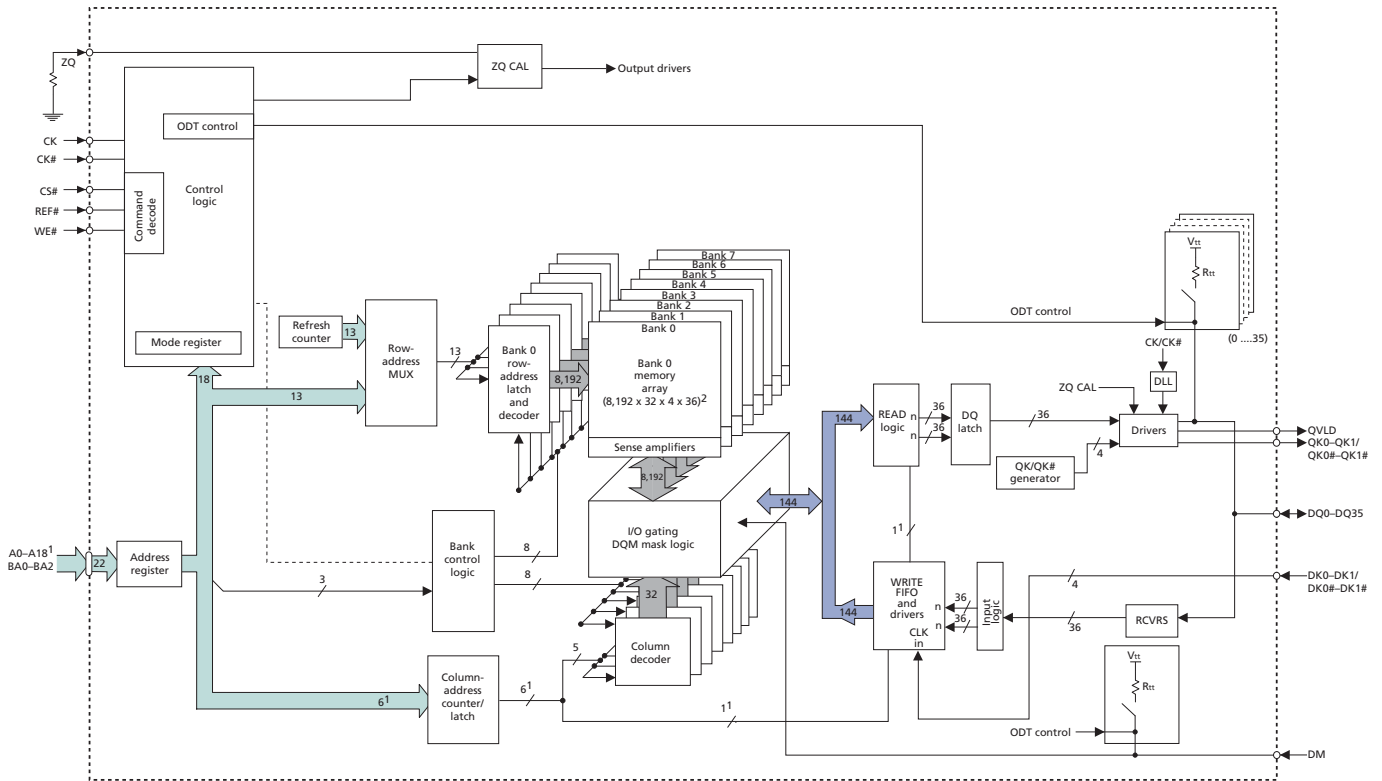 ZQ
ZQ CAL
Output drivers
ODT control
CK
CK#
CS#
REF#
WE#
Command
decode
Control
logic
Mode register
18
Refresh
counter
13
Row-
address
MUX
13
13
Bank 0
row-
address
latch
and
decoder
8,192
Bank 7
Bank 6
Bank 5
Bank 4
Bank 3
Bank 2
Bank 1
Bank 0
Bank 0
memory
array
(8,192 x 32 x 4 x 36)2
Sense amplifiers
8,192
I/O gating
DQM mask logic
32
Column
decoder
5
A0–A181
BA0–BA2
22
Address
register
3
Bank
control
logic
8
8
61
Column-
address
counter/
latch
61
11
144
144
144
READ
logic
n
n
36
36
DQ
latch
36
QK/QK#
generator
4
ZQ CAL
CK/CK#
DLL
Drivers
ODT control
Vtt
Rtt
(0 ....35)
QVLD
QK0–QK1/
QK0#–QK1#
DQ0–DQ35
DK0–DK1/
DK0#–DK1#
4
11
WRITE
FIFO
and
drivers
n
n
CLK
in
36
36
Input
logic
36
RCVRS
Vtt
Rtt
ODT control
DM